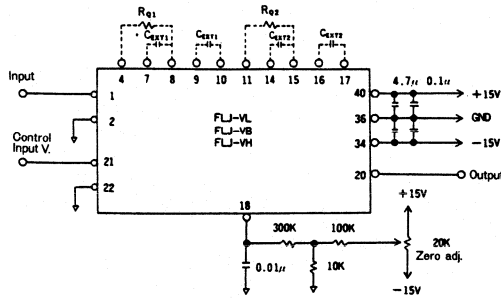 RQ1
RQ2
CEXT1
CEXT1
CEXT2
CEXT2
4 7 8 9 10 11 14 15 16 17
Input
1
2
Control
Input V.
21
22
FLJ-VL
FLJ-VB
FLJ-VH
40
36
34
20
18
4.7μ 0.1μ
+15V
GND
−15V
Output
+15V
300K
100K
20K
Zero adj.
0.01μ
10K
−15V